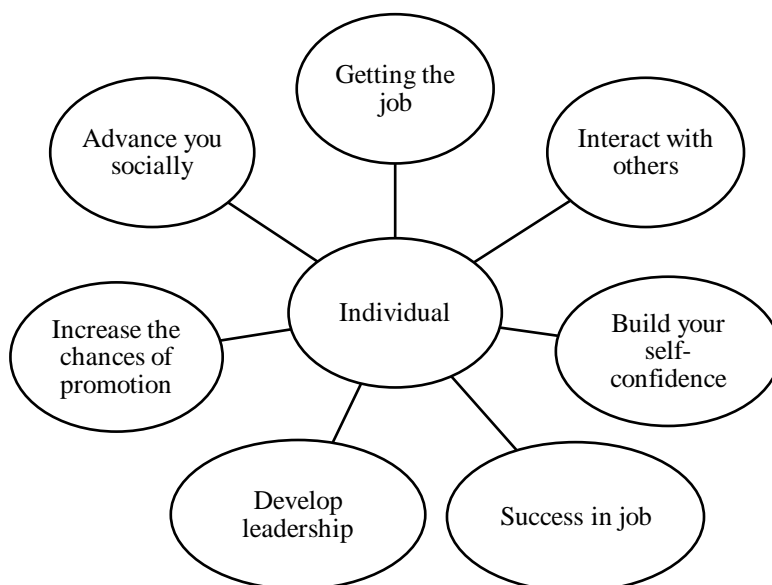 Getting the
job
Advance you
socially
Interact with
others
Individual
Increase the
chances of
promotion
Build your
self-
confidence
Develop
leadership
Success in job